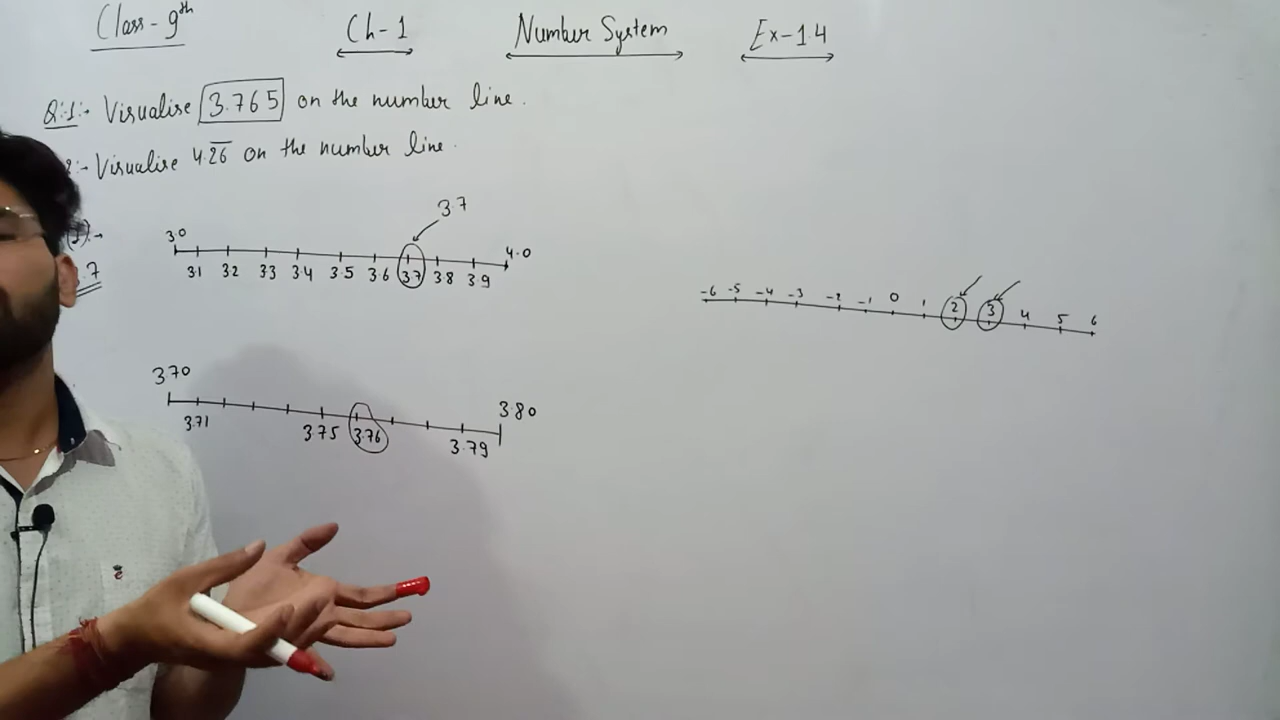 Class - 9th Ch-1 Number System Ex-1.4
Q.1:- Visualise 3.765 on the number line.
:- Visualise 4.2̅6̅ on the number line.
3.7
3.0 4.0
3.1 3.2 3.3 3.4 3.5 3.6 3.7 3.8 3.9
.7
-6 -5 -4 -3 -2 -1 0 1 2 3 4 5 6
3.70 3.80
3.71 3.75 3.76 3.79